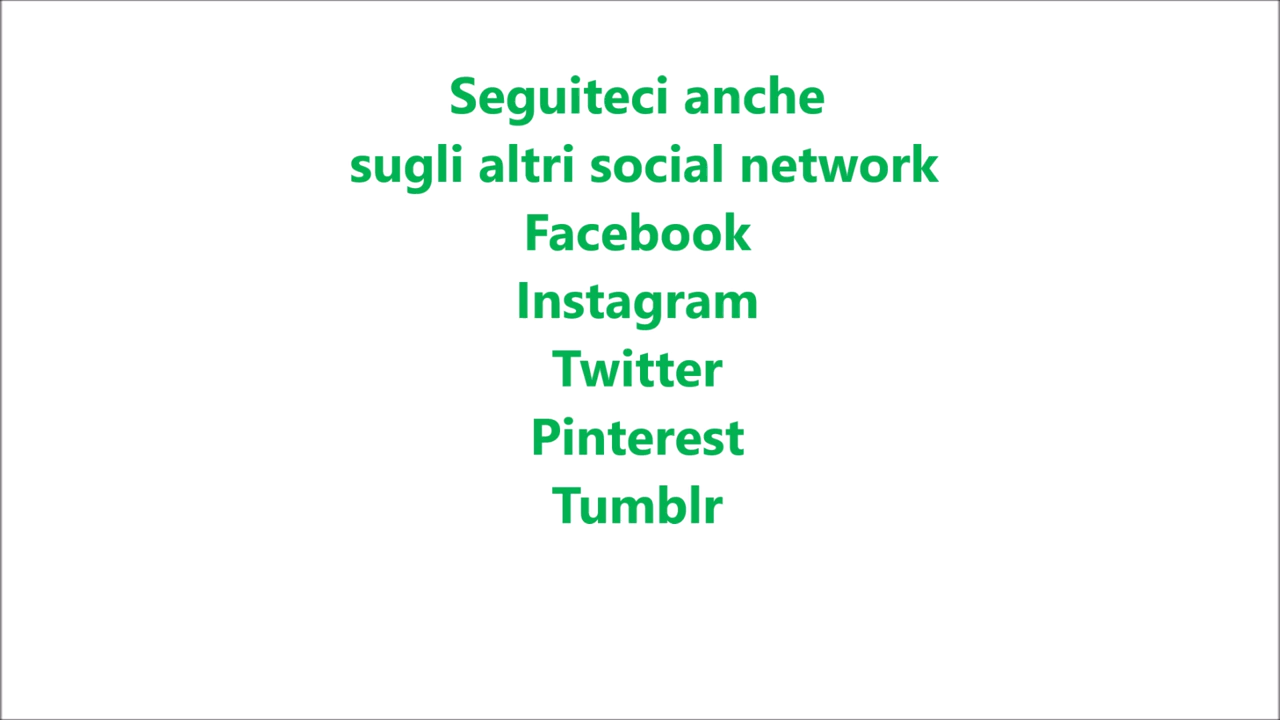 Seguiteci anche
sugli altri social network
Facebook
Instagram
Twitter
Pinterest
Tumblr